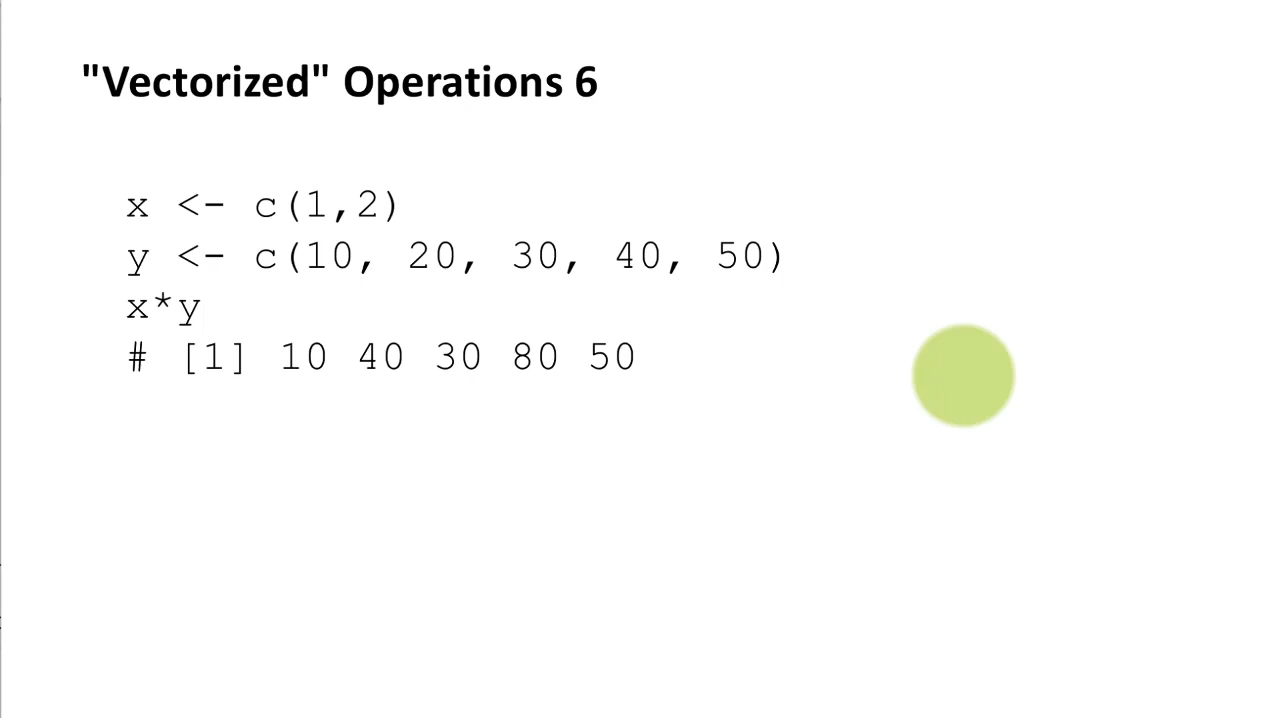 "Vectorized" Operations 6
x <- c(1,2)
y <- c(10, 20, 30, 40, 50)
x*y
# [1] 10 40 30 80 50